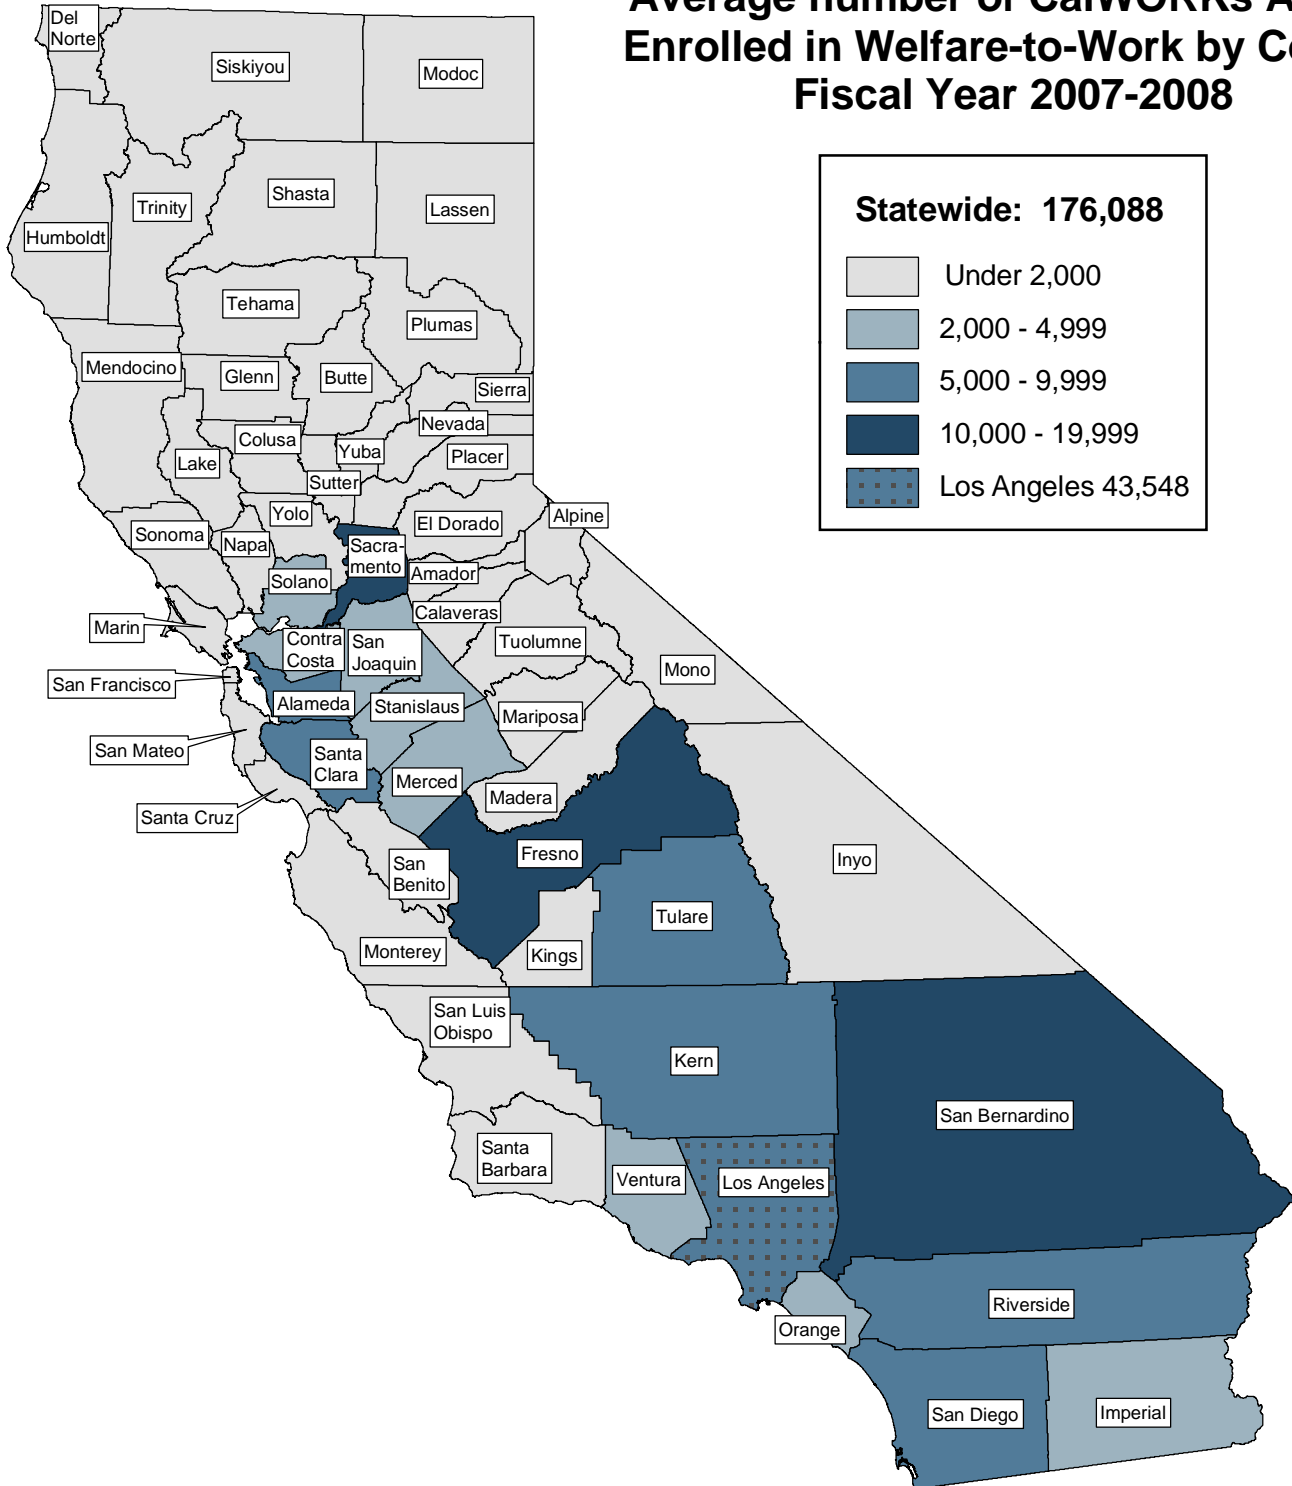 Average number of CalWORKs
Enrolled in Welfare-to-Work by
Fiscal Year 2007-2008
Statewide: 176,088
Under 2,000
2,000 - 4,999
5,000 - 9,999
10,000 - 19,999
Los Angeles 43,548
Del
Norte
Siskiyou
Modoc
Shasta
Trinity
Lassen
Humboldt
Tehama
Plumas
Mendocino
Glenn
Butte
Sierra
Nevada
Colusa
Yuba
Placer
Lake
Sutter
Yolo
Alpine
El Dorado
Sonoma
Napa
Sacra-
mento
Amador
Solano
Calaveras
Marin
Contra
Costa
San
Joaquin
Tuolumne
Mono
San Francisco
Alameda
Stanislaus
Mariposa
San Mateo
Santa
Clara
Merced
Madera
Santa Cruz
Fresno
Inyo
San
Benito
Tulare
Monterey
Kings
San Luis
Obispo
Kern
San Bernardino
Santa
Barbara
Ventura
Los Angeles
Riverside
Orange
San Diego
Imperial